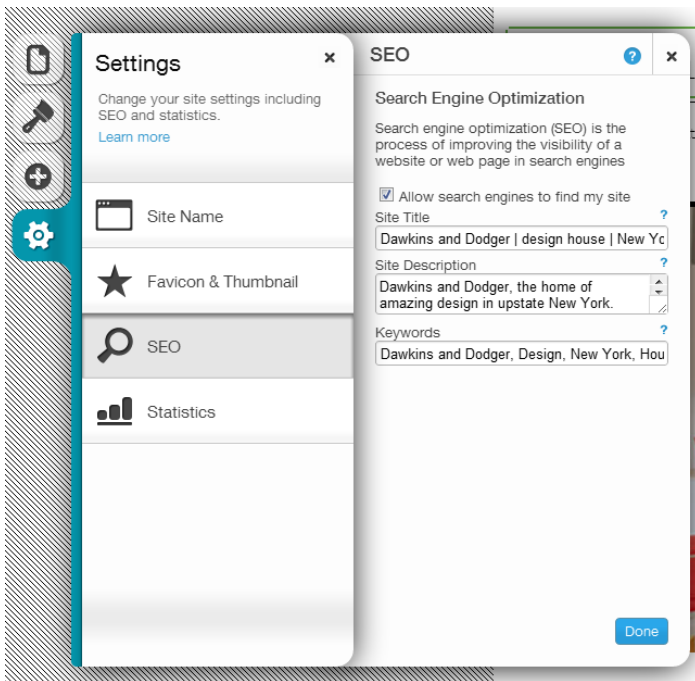 Settings
Change your site settings including
SEO and statistics.
Learn more
Site Name
Favicon & Thumbnail
SEO
Statistics
SEO
?
Search Engine Optimization
Search engine optimization (SEO) is the
process of improving the visibility of a
website or web page in search engines
Allow search engines to find my site
Site Title ?
Dawkins and Dodger | design house | New Yc
Site Description ?
Dawkins and Dodger, the home of
amazing design in upstate New York.
Keywords ?
Dawkins and Dodger, Design, New York, Hou
Done